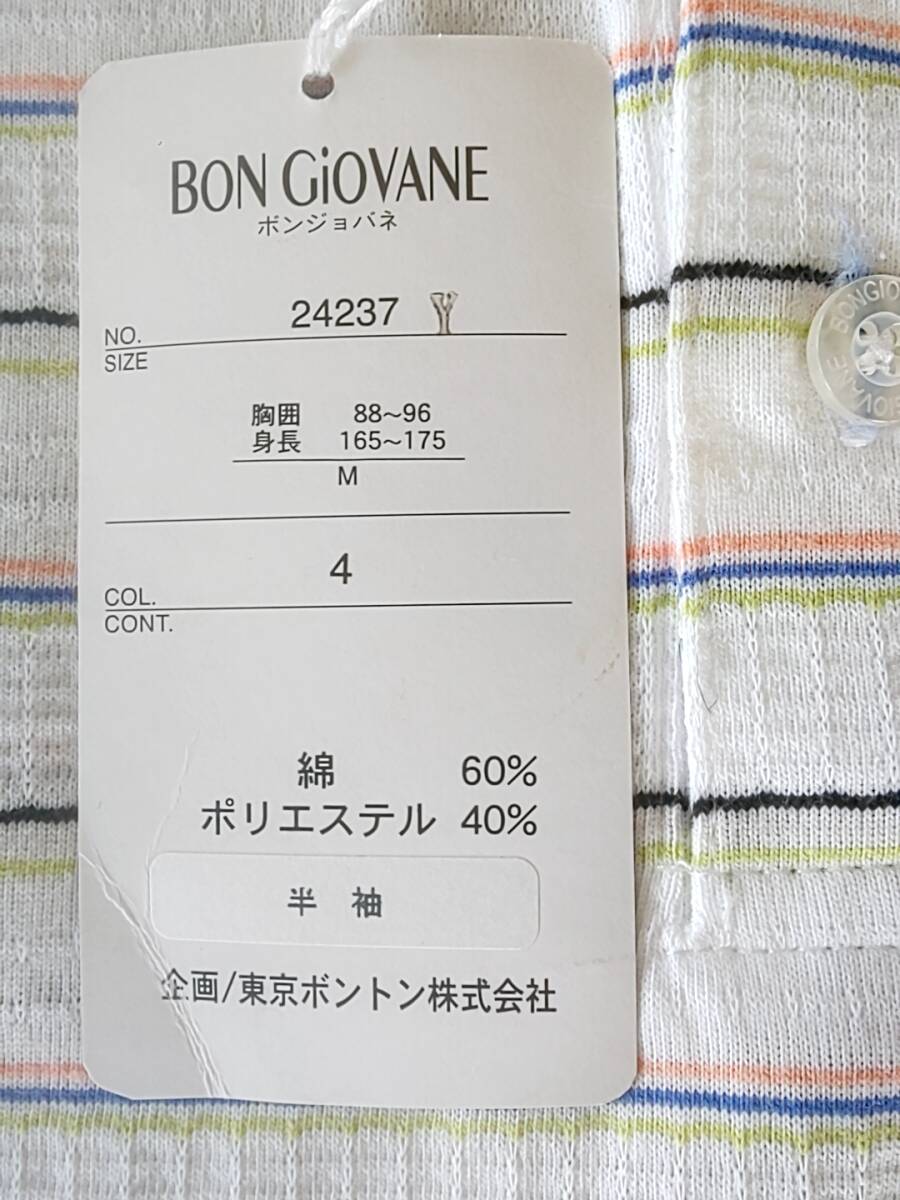 BON GiOVANE
ボンジョバネ
NO. 24237
SIZE
胸囲 88~96
身長 165~175
M
COL. 4
CONT.
綿 60%
ポリエステル 40%
半袖
企画/東京ボントン株式会社
BONGIO
GIOVANE